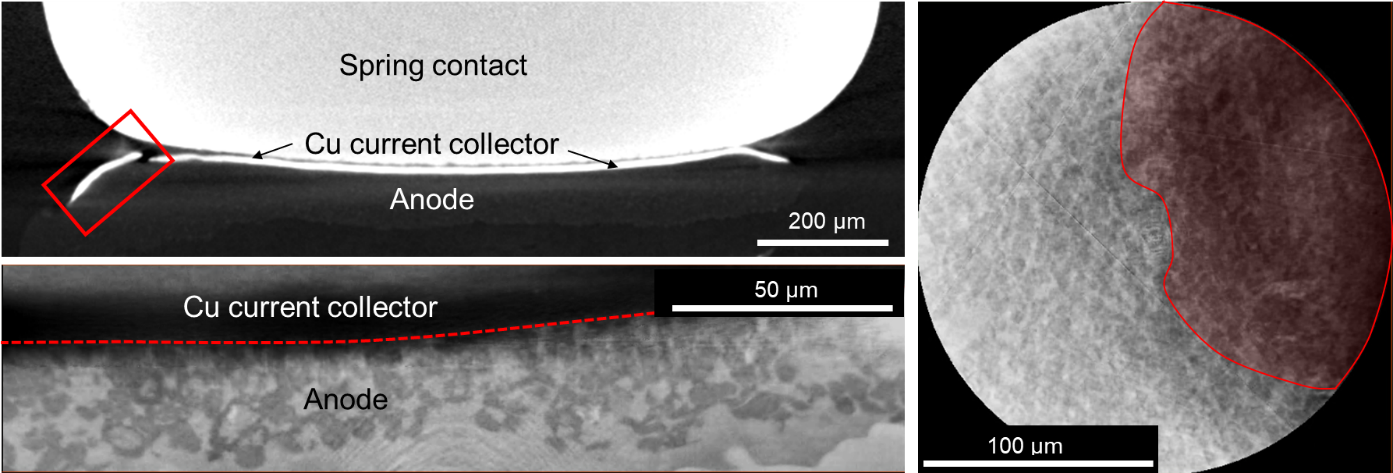 Spring contact
Cu current collector
Anode
200 µm
Cu current collector
50 µm
Anode
100 µm